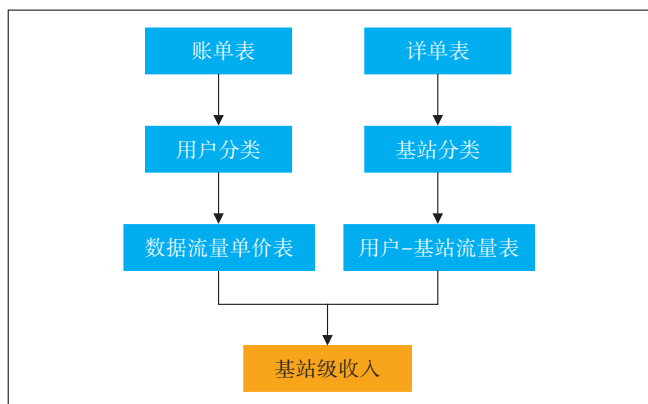 账单表
详单表
用户分类
基站分类
数据流量单价表
用户-基站流量表
基站级收入